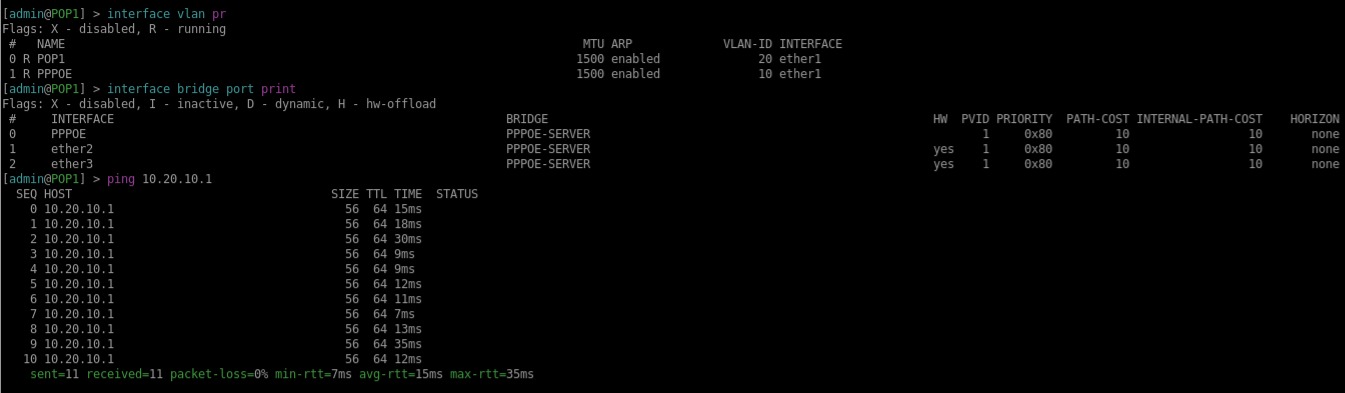 [admin@POP1] > interface vlan pr
Flags: X - disabled, R - running
# NAME MTU ARP VLAN-ID INTERFACE
0 R POP1 1500 enabled 20 ether1
1 R PPPOE 1500 enabled 10 ether1
[admin@POP1] > interface bridge port print
Flags: X - disabled, I - inactive, D - dynamic, H - hw-offload
# INTERFACE BRIDGE HW PVID PRIORITY PATH-COST INTERNAL-PATH-COST HORIZON
0 PPPOE PPPOE-SERVER 1 0x80 10 10 none
1 ether2 PPPOE-SERVER yes 1 0x80 10 10 none
2 ether3 PPPOE-SERVER yes 1 0x80 10 10 none
[admin@POP1] > ping 10.20.10.1
SEQ HOST SIZE TTL TIME STATUS
0 10.20.10.1 56 64 15ms
1 10.20.10.1 56 64 18ms
2 10.20.10.1 56 64 30ms
3 10.20.10.1 56 64 9ms
4 10.20.10.1 56 64 9ms
5 10.20.10.1 56 64 12ms
6 10.20.10.1 56 64 11ms
7 10.20.10.1 56 64 7ms
8 10.20.10.1 56 64 13ms
9 10.20.10.1 56 64 35ms
10 10.20.10.1 56 64 12ms
sent=11 received=11 packet-loss=0% min-rtt=7ms avg-rtt=15ms max-rtt=35ms